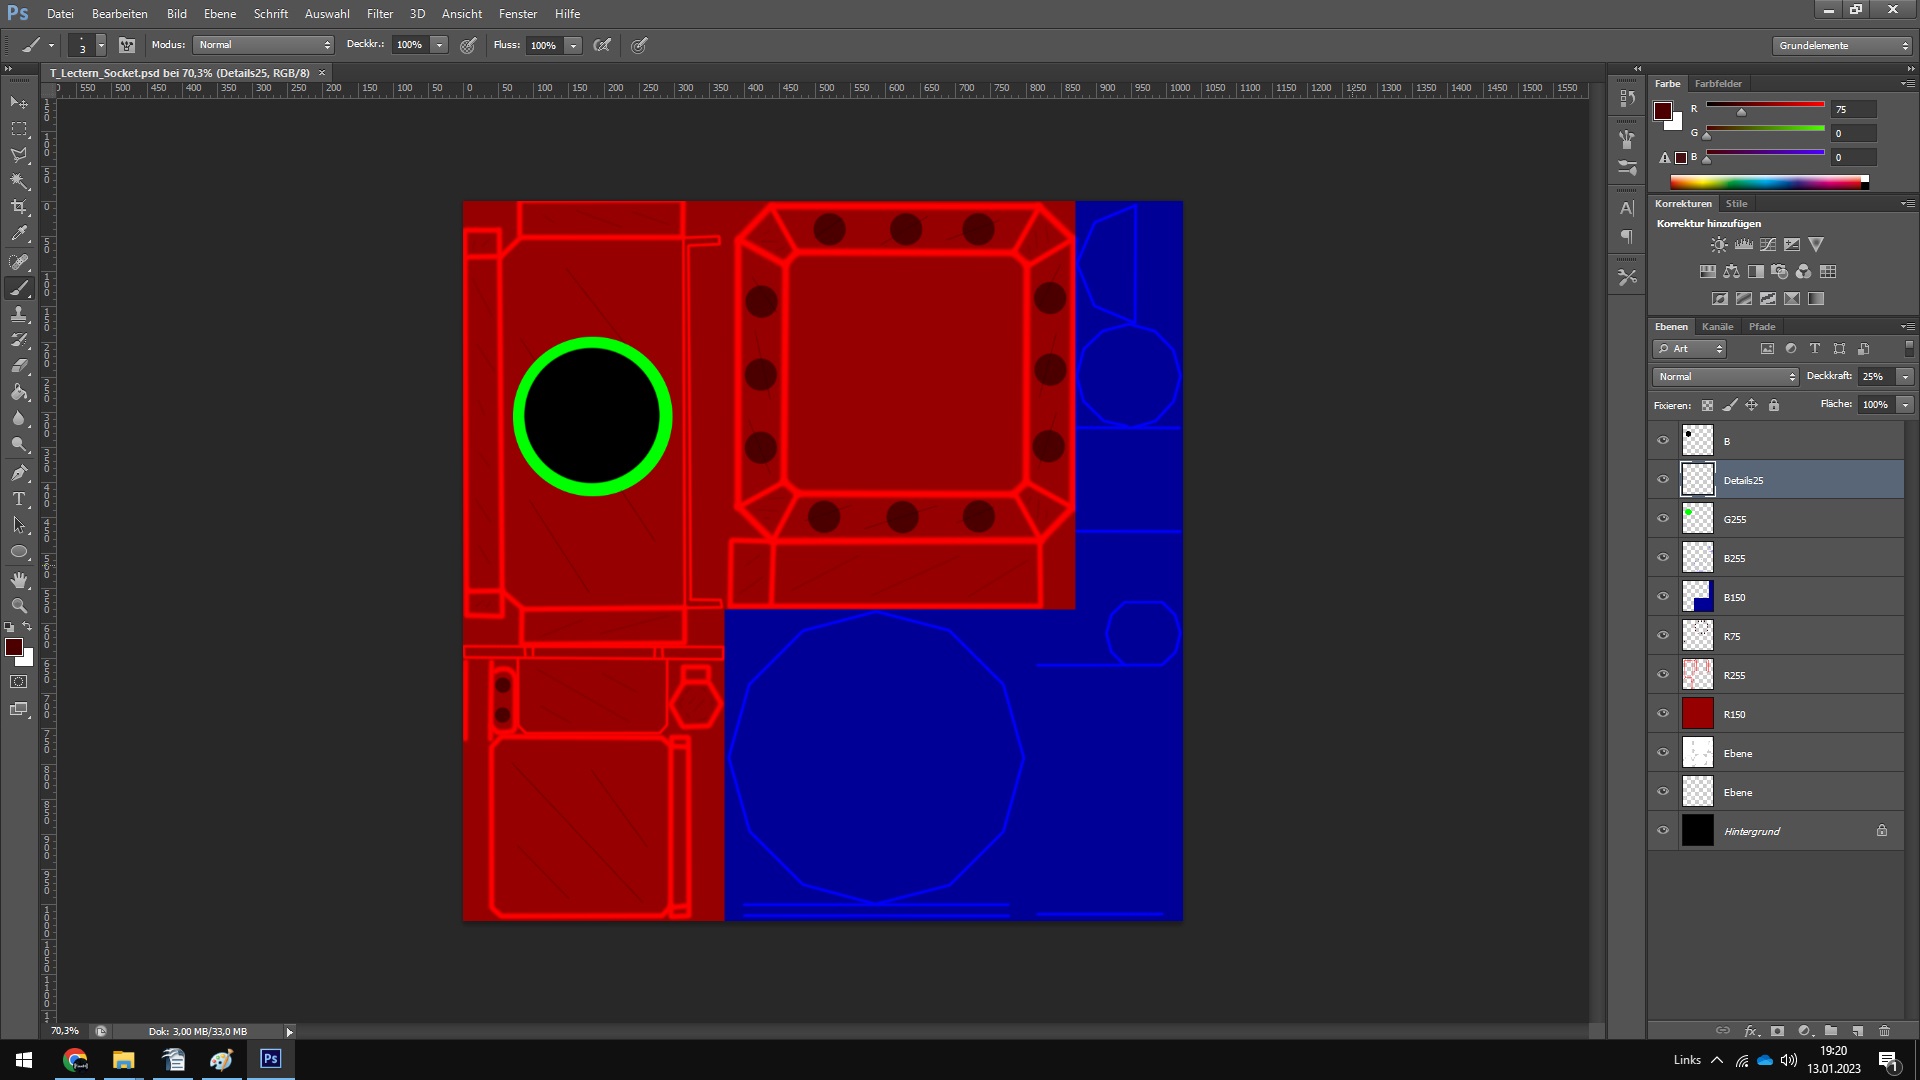 Ps Datei Bearbeiten Bild Ebene Schrift Auswahl Filter 3D Ansicht Fenster Hilfe
3 Modus: Normal Deckkr.: 100% Fluss: 100% Grundelemente
T_Lectern_Socket.psd bei 70,3% (Details25, RGB/8) ×
550 500 450 400 350 300 250 200 150 100 50 0 50 100 150 200 250 300 350 400 450 500 550 600 650 700 750 800 850 900 950 1000 1050 1100 1150 1200 1250 1300 1350 1400 1450 1500 1550
Farbe Farbfelder
R 75
G 0
B 0
Korrekturen Stile
Korrektur hinzufügen
Ebenen Kanäle Pfade
Art
Normal Deckkraft: 25%
Fixieren: Fläche: 100%
B
Details25
G255
B255
B150
R75
R255
R150
Ebene
Ebene
Hintergrund
70,3% Dok: 3,00 MB/33,0 MB
Ps
Links 19:20
13.01.2023
1